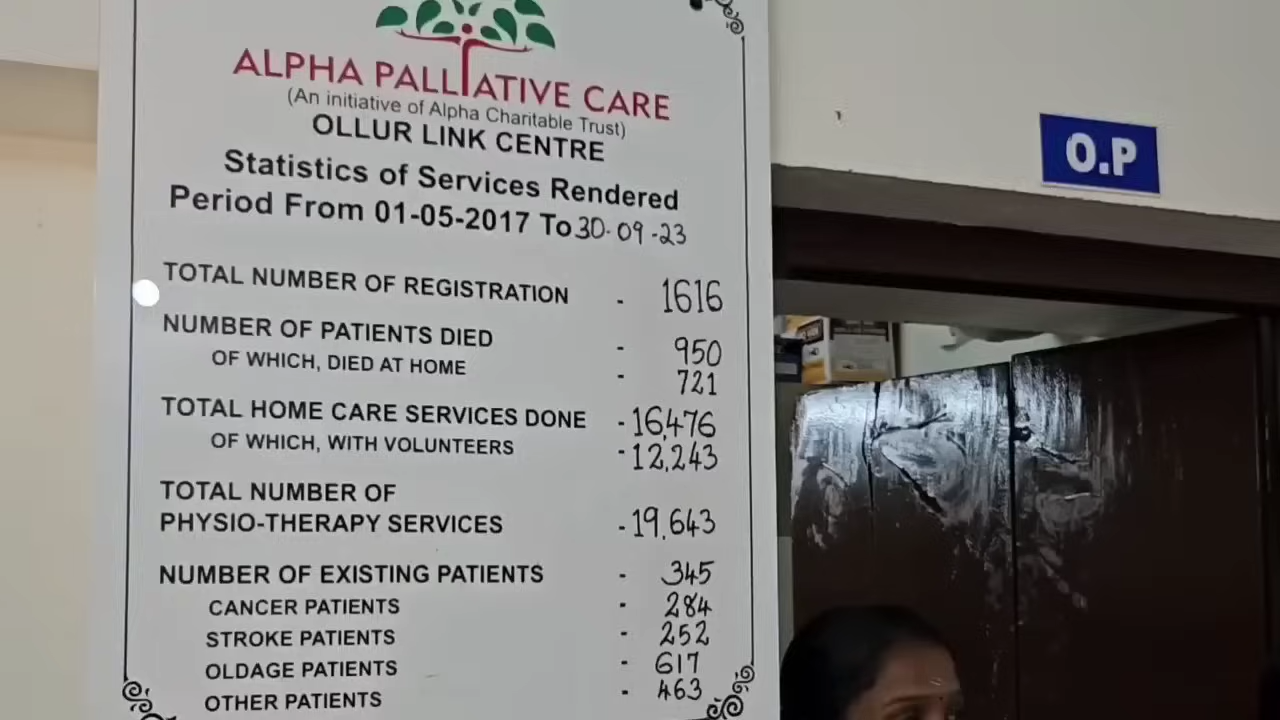 ALPHA PALLIATIVE CARE
(An initiative of Alpha Charitable Trust)
OLLUR LINK CENTRE
Statistics of Services Rendered
Period From 01-05-2017 To 30-09-23
TOTAL NUMBER OF REGISTRATION - 1616
NUMBER OF PATIENTS DIED - 950
OF WHICH, DIED AT HOME - 721
TOTAL HOME CARE SERVICES DONE - 16,476
OF WHICH, WITH VOLUNTEERS - 12,243
TOTAL NUMBER OF
PHYSIO-THERAPY SERVICES - 19,643
NUMBER OF EXISTING PATIENTS - 345
CANCER PATIENTS - 284
STROKE PATIENTS - 252
OLDAGE PATIENTS - 617
OTHER PATIENTS - 463
O.P